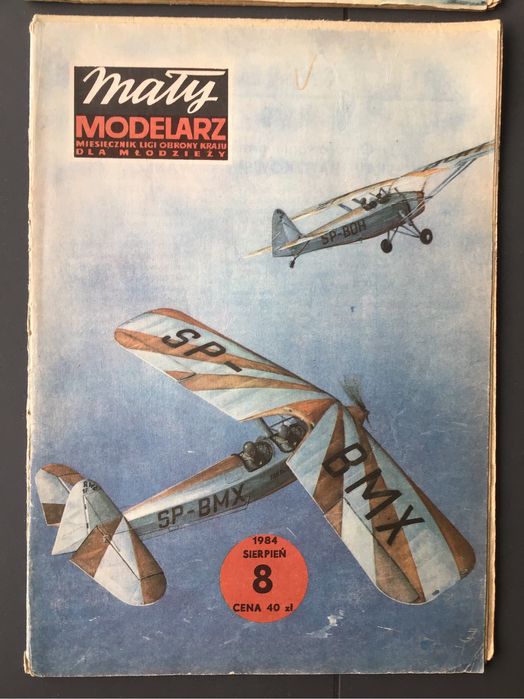 mały
MODELARZ
MIESIĘCZNIK LIGI OBRONY KRAJU
DLA MŁODZIEŻY
SP-BDH
SP-
BMX
SP-BMX
1984
SIERPIEŃ
8
CENA 40 zł